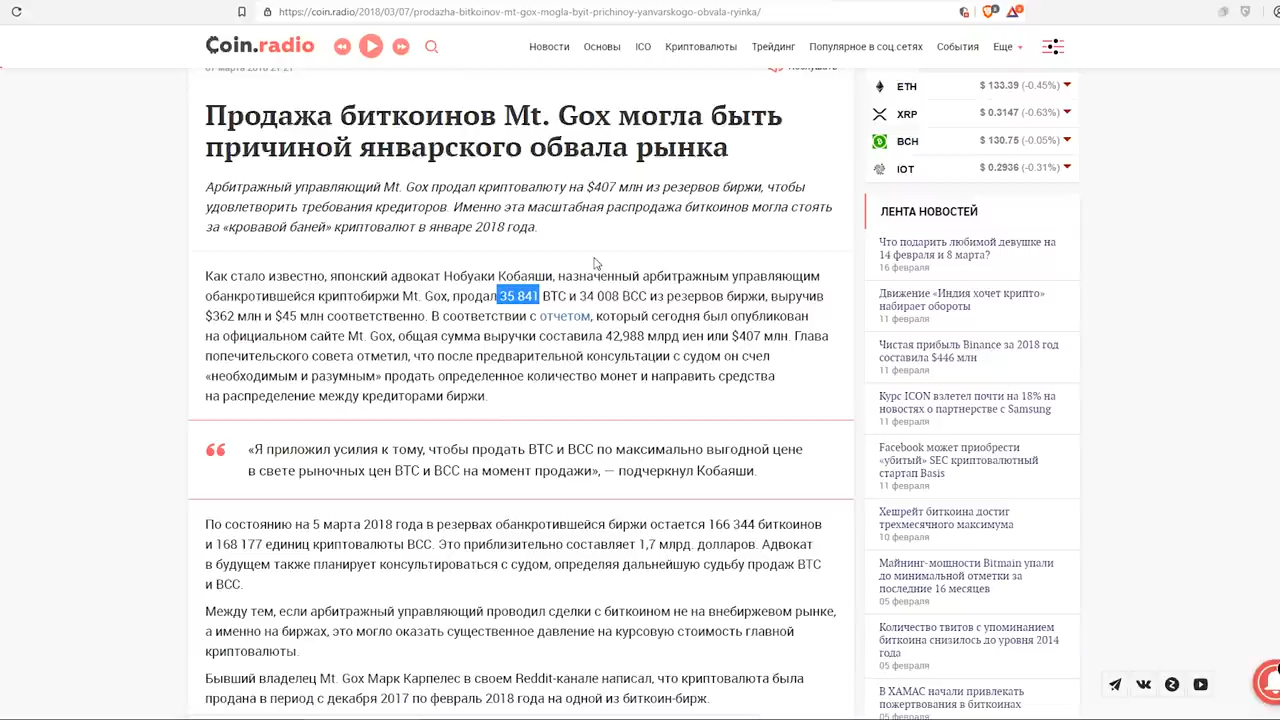 https://coin.radio/2018/03/07/prodazha-bitkoinov-mt-gox-mogla-byit-prichinoy-yanvarskogo-obvala-ryinka/
Coin.radio
Новости Основы ICO Криптовалюты Трейдинг Популярное в соц.сетях События Еще
07 марта 2018 21:21
Послушать
Продажа биткоинов Mt. Gox могла быть
причиной январского обвала рынка
Арбитражный управляющий Mt. Gox продал криптовалюту на $407 млн из резервов биржи, чтобы
удовлетворить требования кредиторов. Именно эта масштабная распродажа биткоинов могла стоять
за «кровавой баней» криптовалют в январе 2018 года.
Как стало известно, японский адвокат Нобуаки Кобаяши, назначенный арбитражным управляющим
обанкротившейся криптобиржи Mt. Gox, продал 35 841 BTC и 34 008 BCC из резервов биржи, выручив
$362 млн и $45 млн соответственно. В соответствии с отчетом, который сегодня был опубликован
на официальном сайте Mt. Gox, общая сумма выручки составила 42,988 млрд иен или $407 млн. Глава
попечительского совета отметил, что после предварительной консультации с судом он счел
«необходимым и разумным» продать определенное количество монет и направить средства
на распределение между кредиторами биржи.
«Я приложил усилия к тому, чтобы продать BTC и BCC по максимально выгодной цене
в свете рыночных цен BTC и BCC на момент продажи», — подчеркнул Кобаяши.
По состоянию на 5 марта 2018 года в резервах обанкротившейся биржи остается 166 344 биткоинов
и 168 177 единиц криптовалюты BCC. Это приблизительно составляет 1,7 млрд. долларов. Адвокат
в будущем также планирует консультироваться с судом, определяя дальнейшую судьбу продаж BTC
и BCC.
Между тем, если арбитражный управляющий проводил сделки с биткоином не на внебиржевом рынке,
а именно на биржах, это могло оказать существенное давление на курсовую стоимость главной
криптовалюты.
Бывший владелец Mt. Gox Марк Карпелес в своем Reddit-канале написал, что криптовалюта была
продана в период с декабря 2017 по февраль 2018 года на одной из биткоин-бирж.
ETH $ 133.39 (-0.45%)
XRP $ 0.3147 (-0.63%)
BCH $ 130.75 (-0.05%)
IOT $ 0.2936 (-0.31%)
ЛЕНТА НОВОСТЕЙ
Что подарить любимой девушке на
14 февраля и 8 марта?
16 февраля
Движение «Индия хочет крипто»
набирает обороты
11 февраля
Чистая прибыль Binance за 2018 год
составила $446 млн
11 февраля
Курс ICON взлетел почти на 18% на
новостях о партнерстве с Samsung
11 февраля
Facebook может приобрести
«убитый» SEC криптовалютный
стартап Basis
11 февраля
Хешрейт биткоина достиг
трехмесячного максимума
10 февраля
Майнинг-мощности Bitmain упали
до минимальной отметки за
последние 16 месяцев
05 февраля
Количество твитов с упоминанием
биткоина снизилось до уровня 2014
года
05 февраля
В ХАМАС начали привлекать
пожертвования в биткоинах
05 февраля